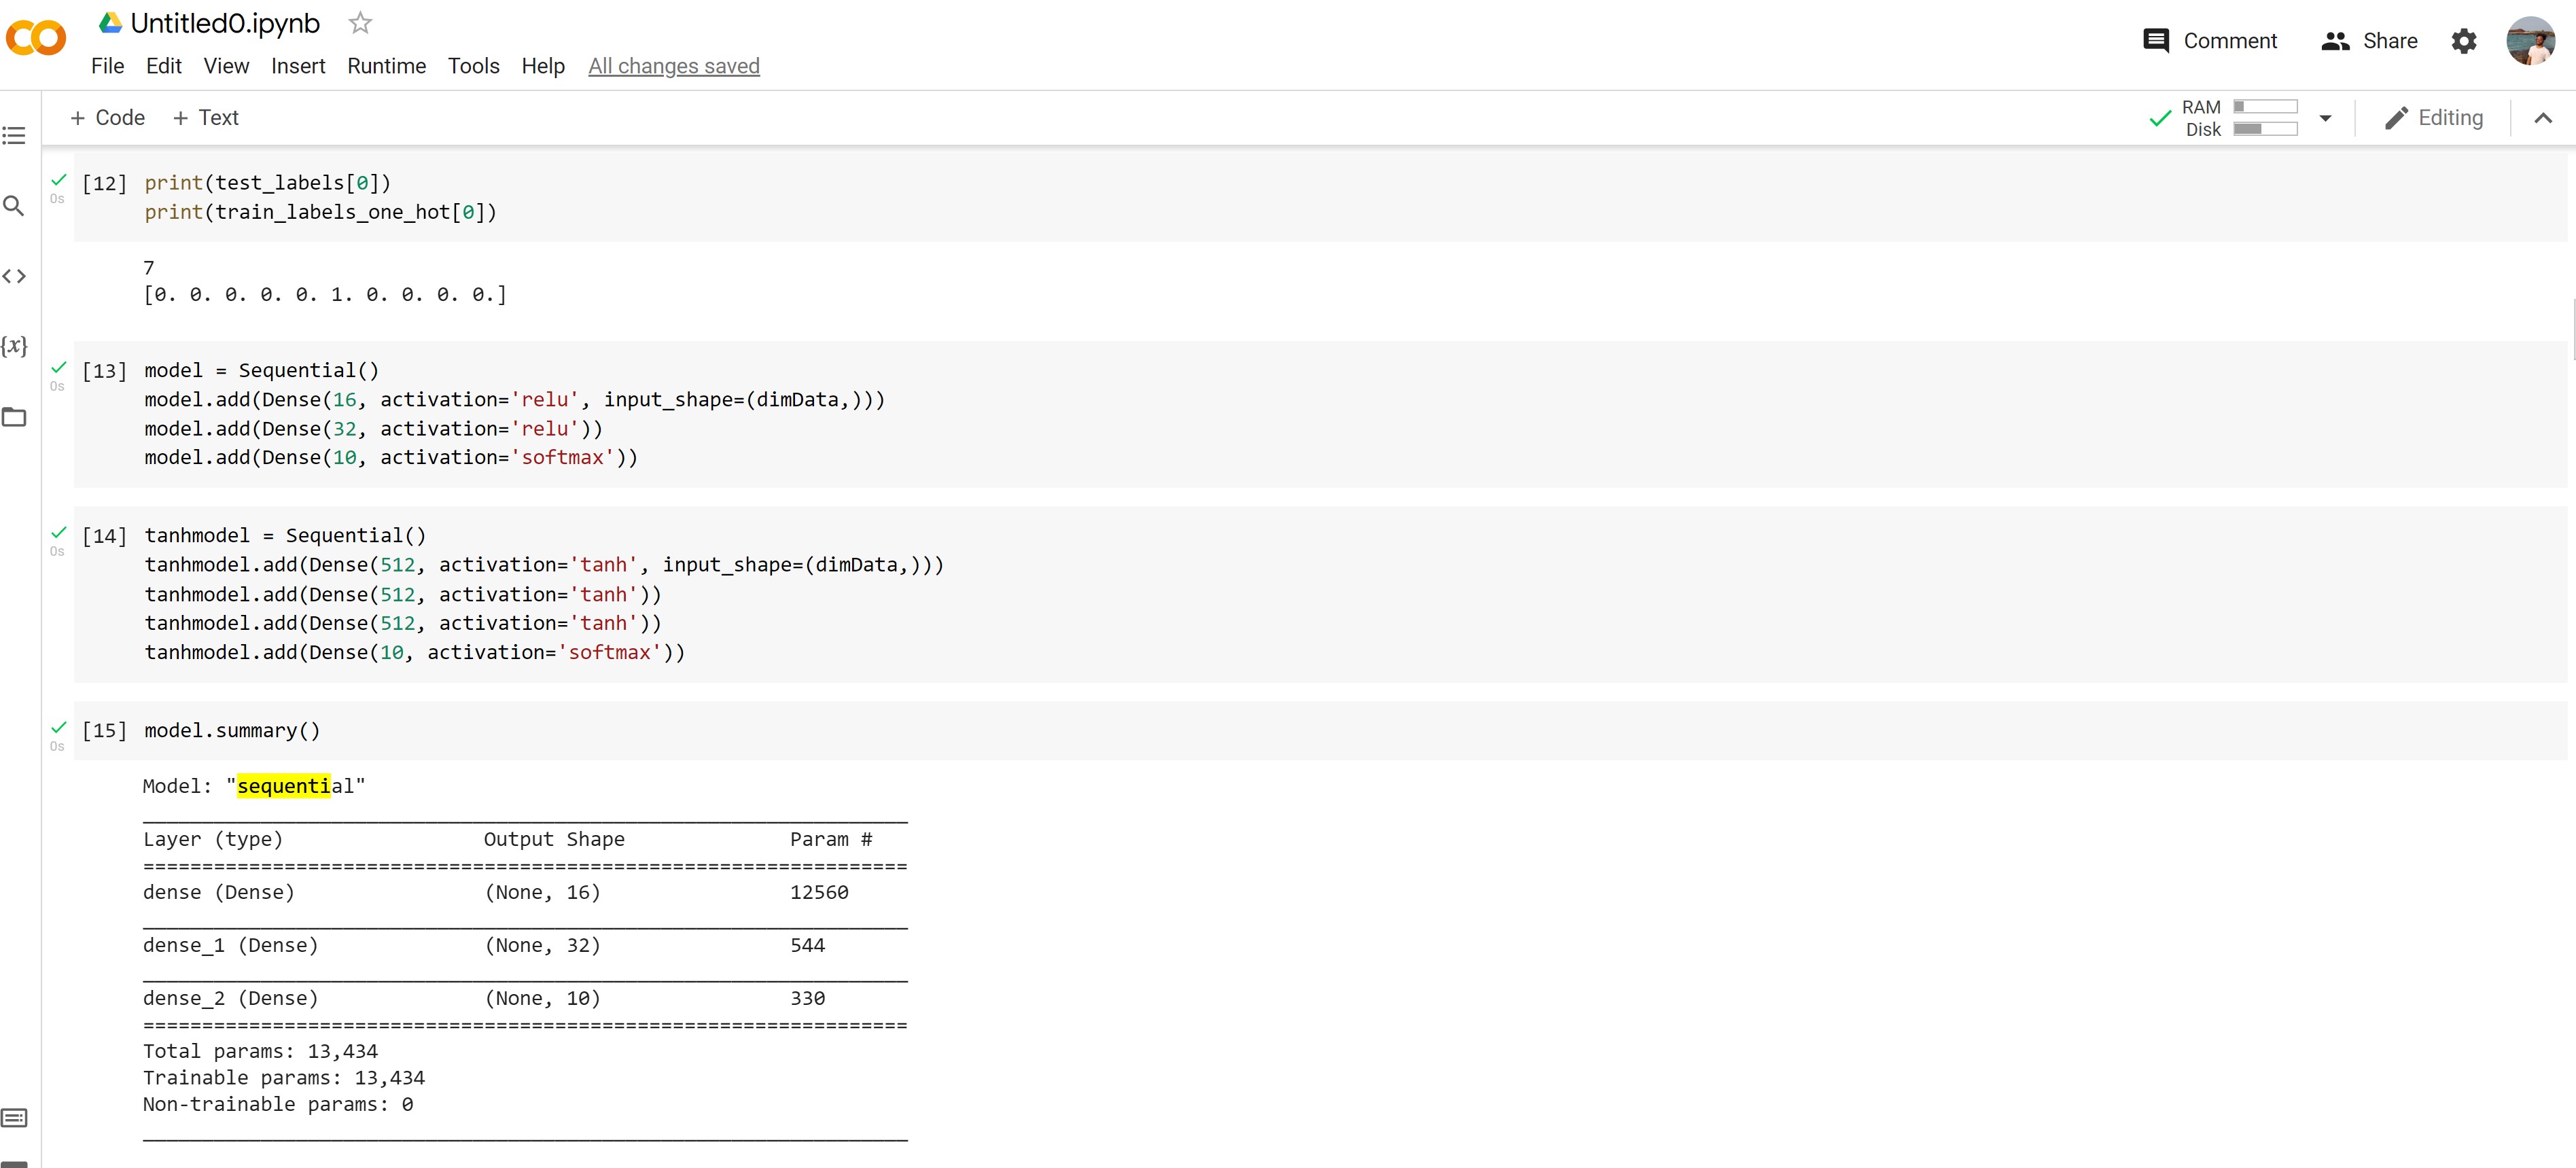 Untitled0.ipynb
File Edit View Insert Runtime Tools Help All changes saved
Comment Share
+ Code + Text
RAM
Disk
Editing
0s
[12] print(test_labels[0])
print(train_labels_one_hot[0])
7
[0. 0. 0. 0. 0. 1. 0. 0. 0. 0.]
0s
[13] model = Sequential()
model.add(Dense(16, activation='relu', input_shape=(dimData,)))
model.add(Dense(32, activation='relu'))
model.add(Dense(10, activation='softmax'))
0s
[14] tanhmodel = Sequential()
tanhmodel.add(Dense(512, activation='tanh', input_shape=(dimData,)))
tanhmodel.add(Dense(512, activation='tanh'))
tanhmodel.add(Dense(512, activation='tanh'))
tanhmodel.add(Dense(10, activation='softmax'))
0s
[15] model.summary()
Model: "sequential"
Layer (type) Output Shape Param #
dense (Dense) (None, 16) 12560
dense_1 (Dense) (None, 32) 544
dense_2 (Dense) (None, 10) 330
Total params: 13,434
Trainable params: 13,434
Non-trainable params: 0